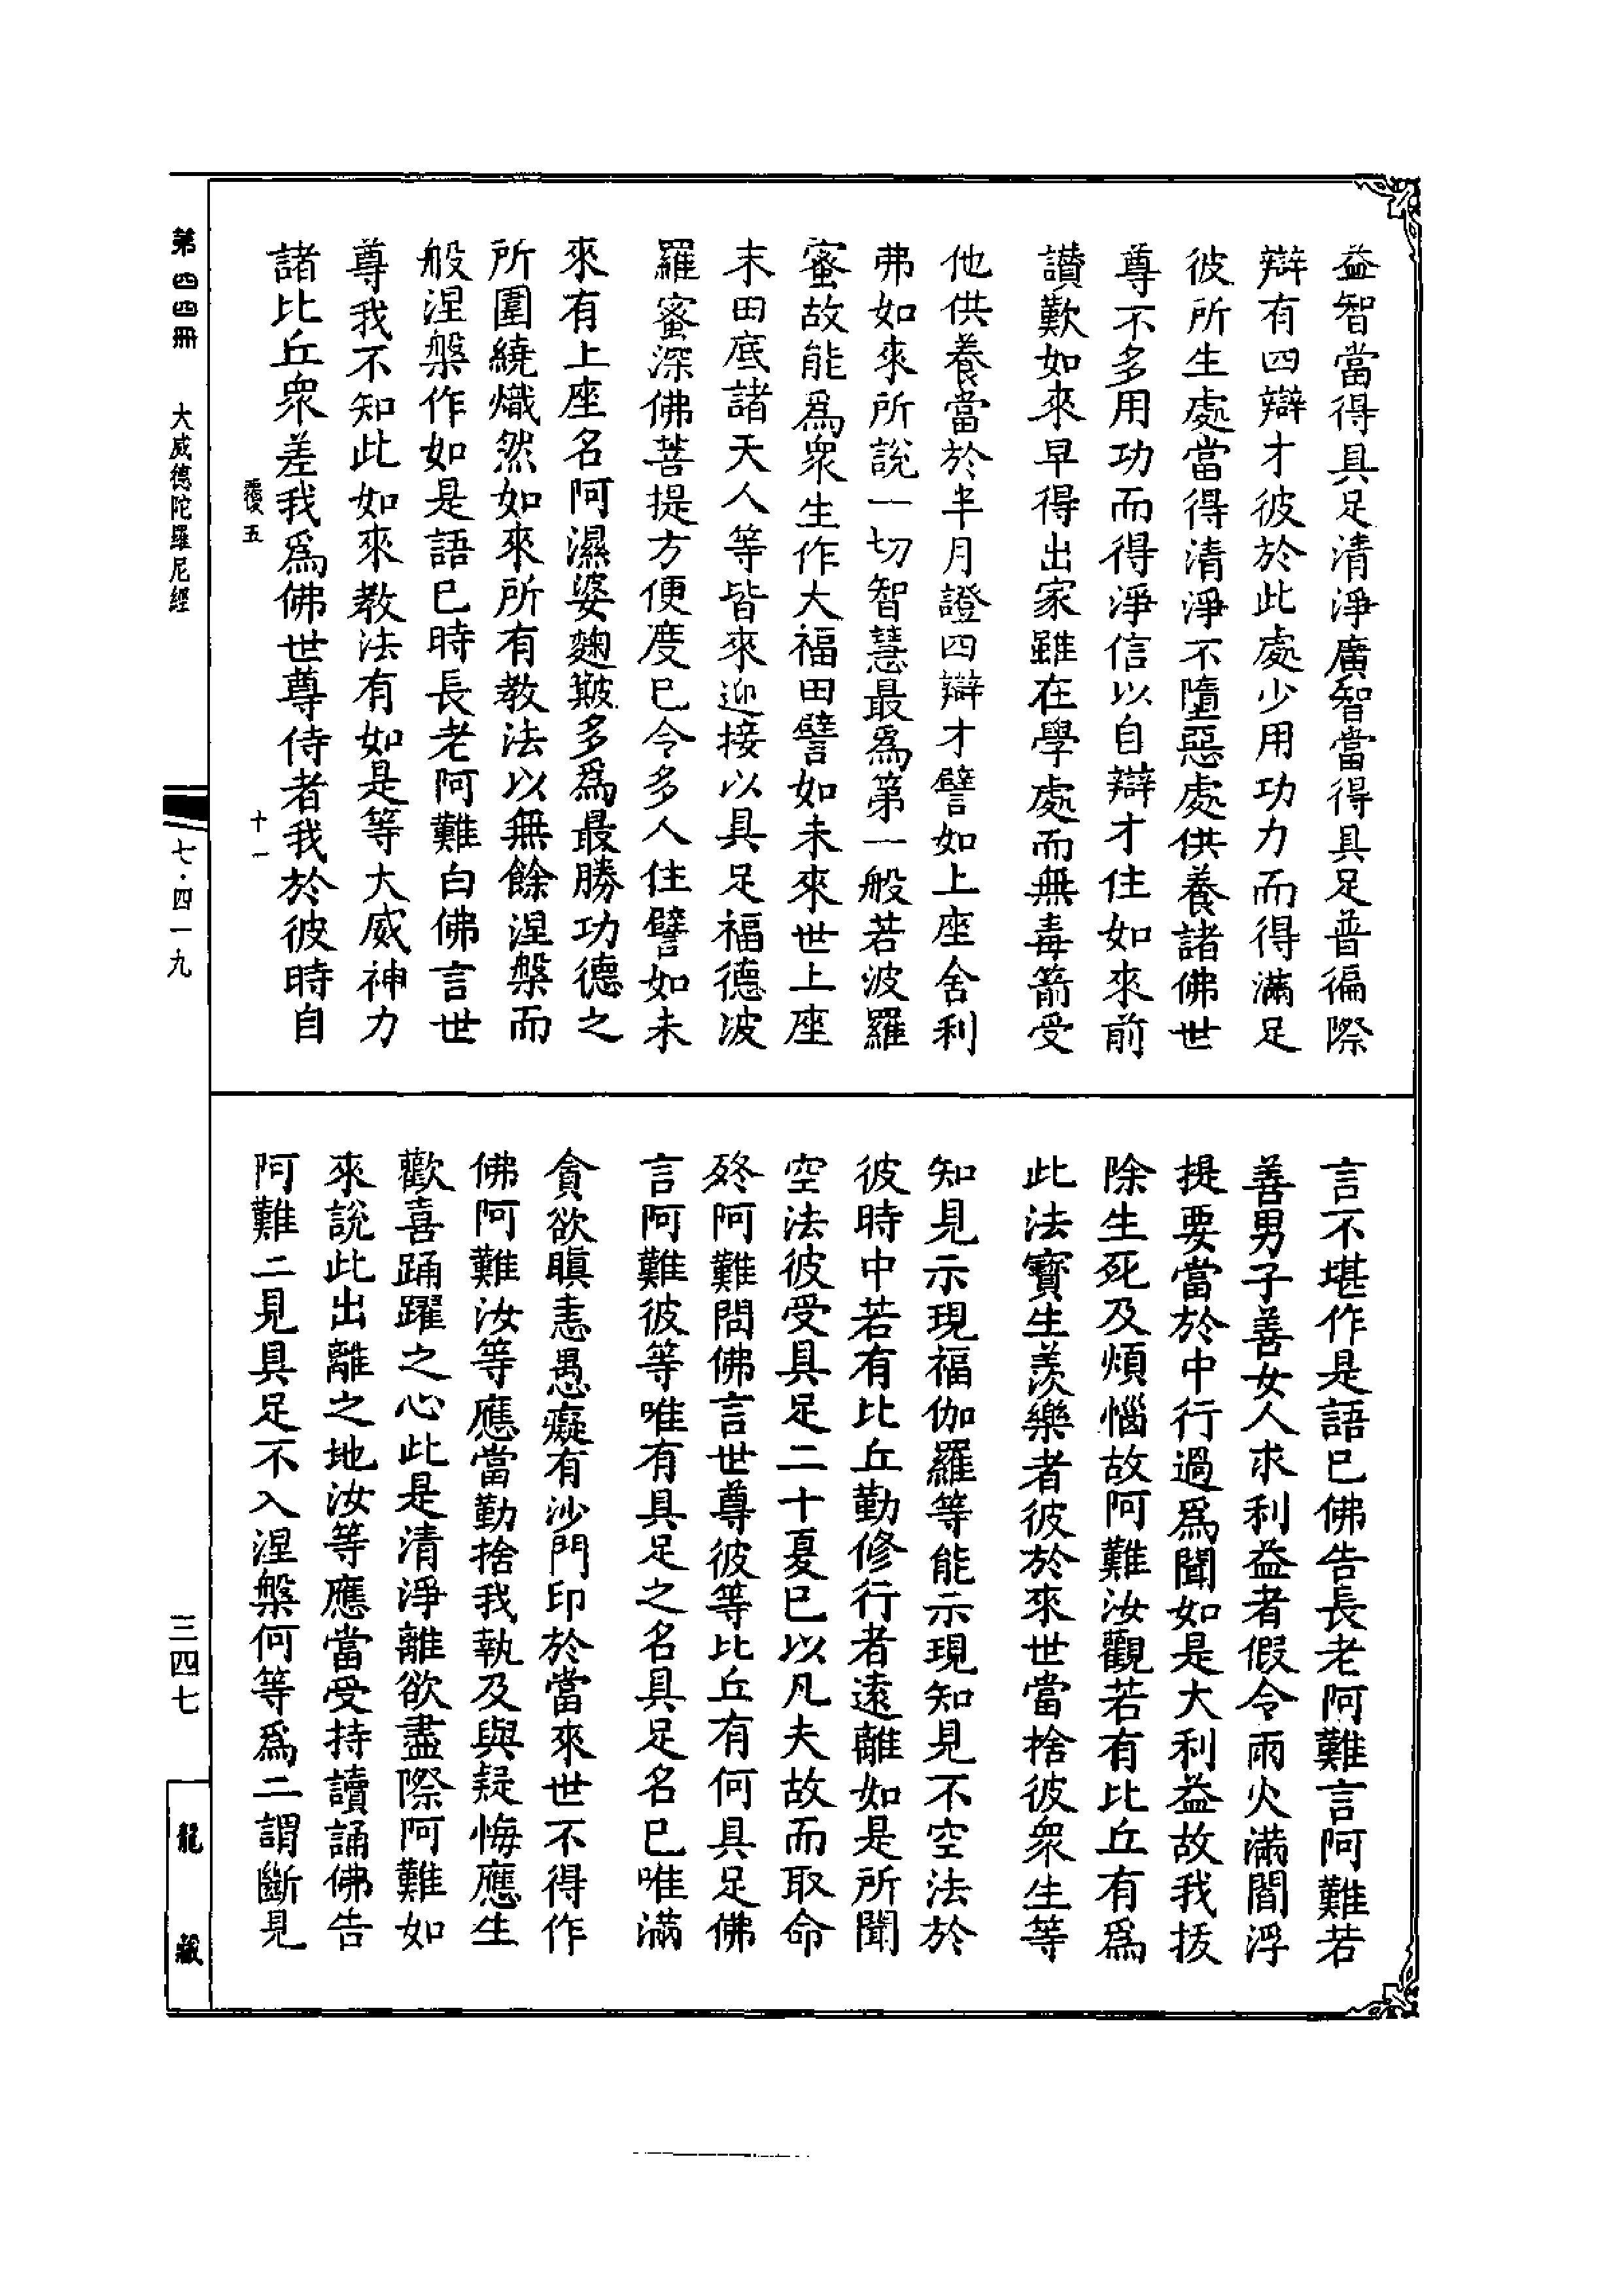 益智當得具足清淨廣智當得具足普徧際
辯有四辯才彼於此處少用功力而得滿足
彼所生處當得清淨不墮惡處供養諸佛世
尊不多用功而得淨信以自辯才住如來前
讚歎如來早得出家雖在學處而無毒箭受
他供養當於半月證四辯才譬如上座舍利
弗如來所說一切智慧最爲第一般若波羅
蜜故能爲衆生作大福田譬如未來世上座
末田底諸天人等皆來迎接以具足福德波
羅蜜深佛菩提方便度已令多人住譬如未
來有上座名阿濕婆麴簸多爲最勝功德之
所圍繞熾然如來所有教法以無餘涅槃而
般涅槃作如是語已時長老阿難白佛言世
尊我不知此如來教法有如是等大威神力
諸比丘衆差我爲佛世尊侍者我於彼時自
覆五 十一
言不堪作是語已佛告長老阿難言阿難若
善男子善女人求利益者假令雨火滿閻浮
提要當於中行過爲聞如是大利益故我拔
除生死及煩惱故阿難汝觀若有比丘有爲
此法寶生羨樂者彼於來世當捨彼衆生等
知見示現福伽羅等能示現知見不空法於
彼時中若有比丘勤修行者遠離如是所聞
空法彼受具足二十夏已以凡夫故而取命
終阿難問佛言世尊彼等比丘有何具足佛
言阿難彼等唯有具足之名具足名已唯滿
貪欲瞋恚愚癡有沙門印於當來世不得作
佛阿難汝等應當勤捨我執及與疑悔應生
歡喜踊躍之心此是清淨離欲盡際阿難如
來說此出離之地汝等應當受持讀誦佛告
阿難二見具足不入涅槃何等爲二謂斷見
第四四冊 大威德陀羅尼經 七·四一九 三四七 龍藏